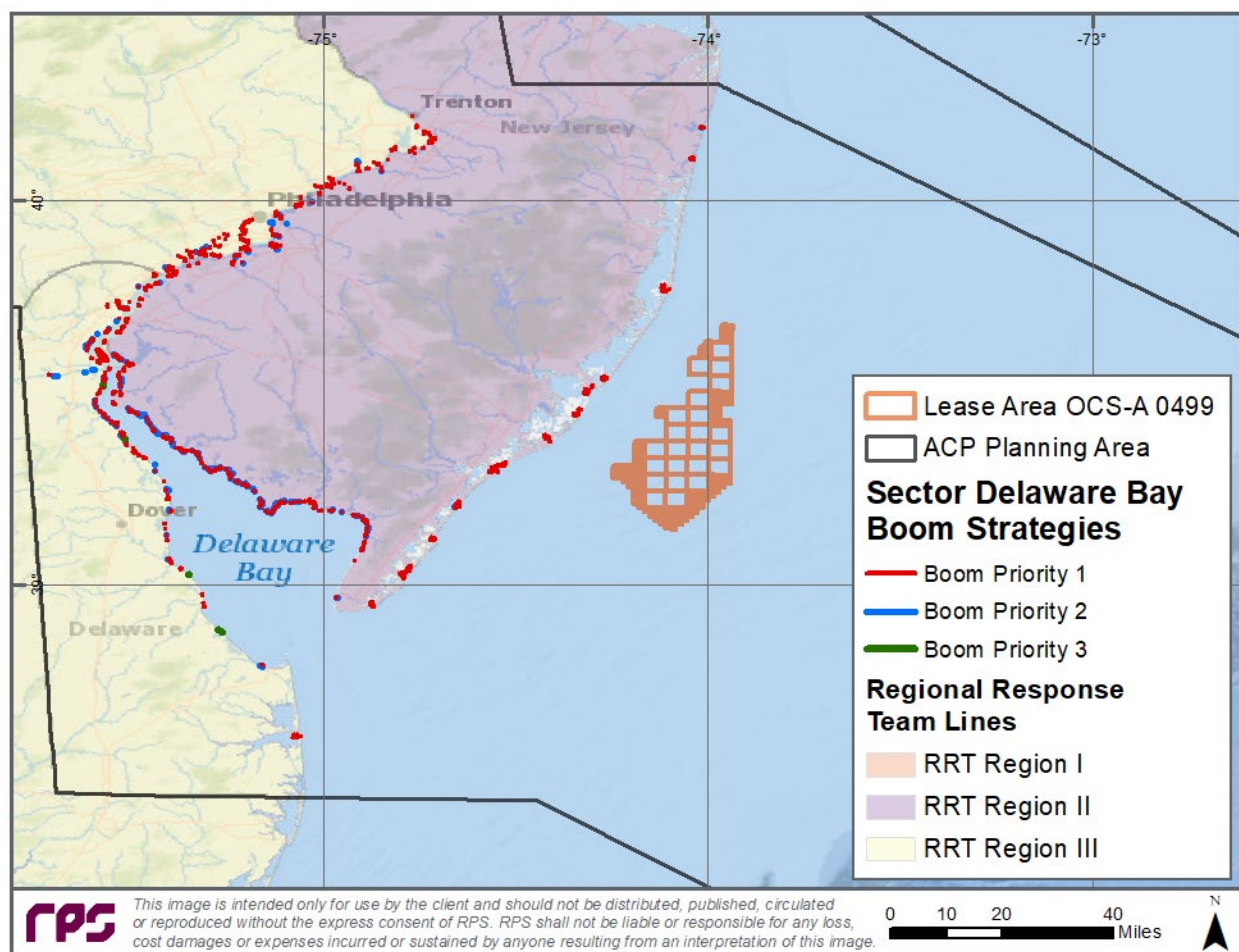 -75°
-74°
-73°
Trenton
New Jersey
40°
Philadelphia
Dover
Delaware
Bay
39°
Delaware
Lease Area OCS-A 0499
ACP Planning Area
Sector Delaware Bay
Boom Strategies
Boom Priority 1
Boom Priority 2
Boom Priority 3
Regional Response
Team Lines
RRT Region I
RRT Region II
RRT Region III
rps
This image is intended only for use by the client and should not be distributed, published, circulated
or reproduced without the express consent of RPS. RPS shall not be liable or responsible for any loss,
cost damages or expenses incurred or sustained by anyone resulting from an interpretation of this image.
0 10 20 40
Miles
N